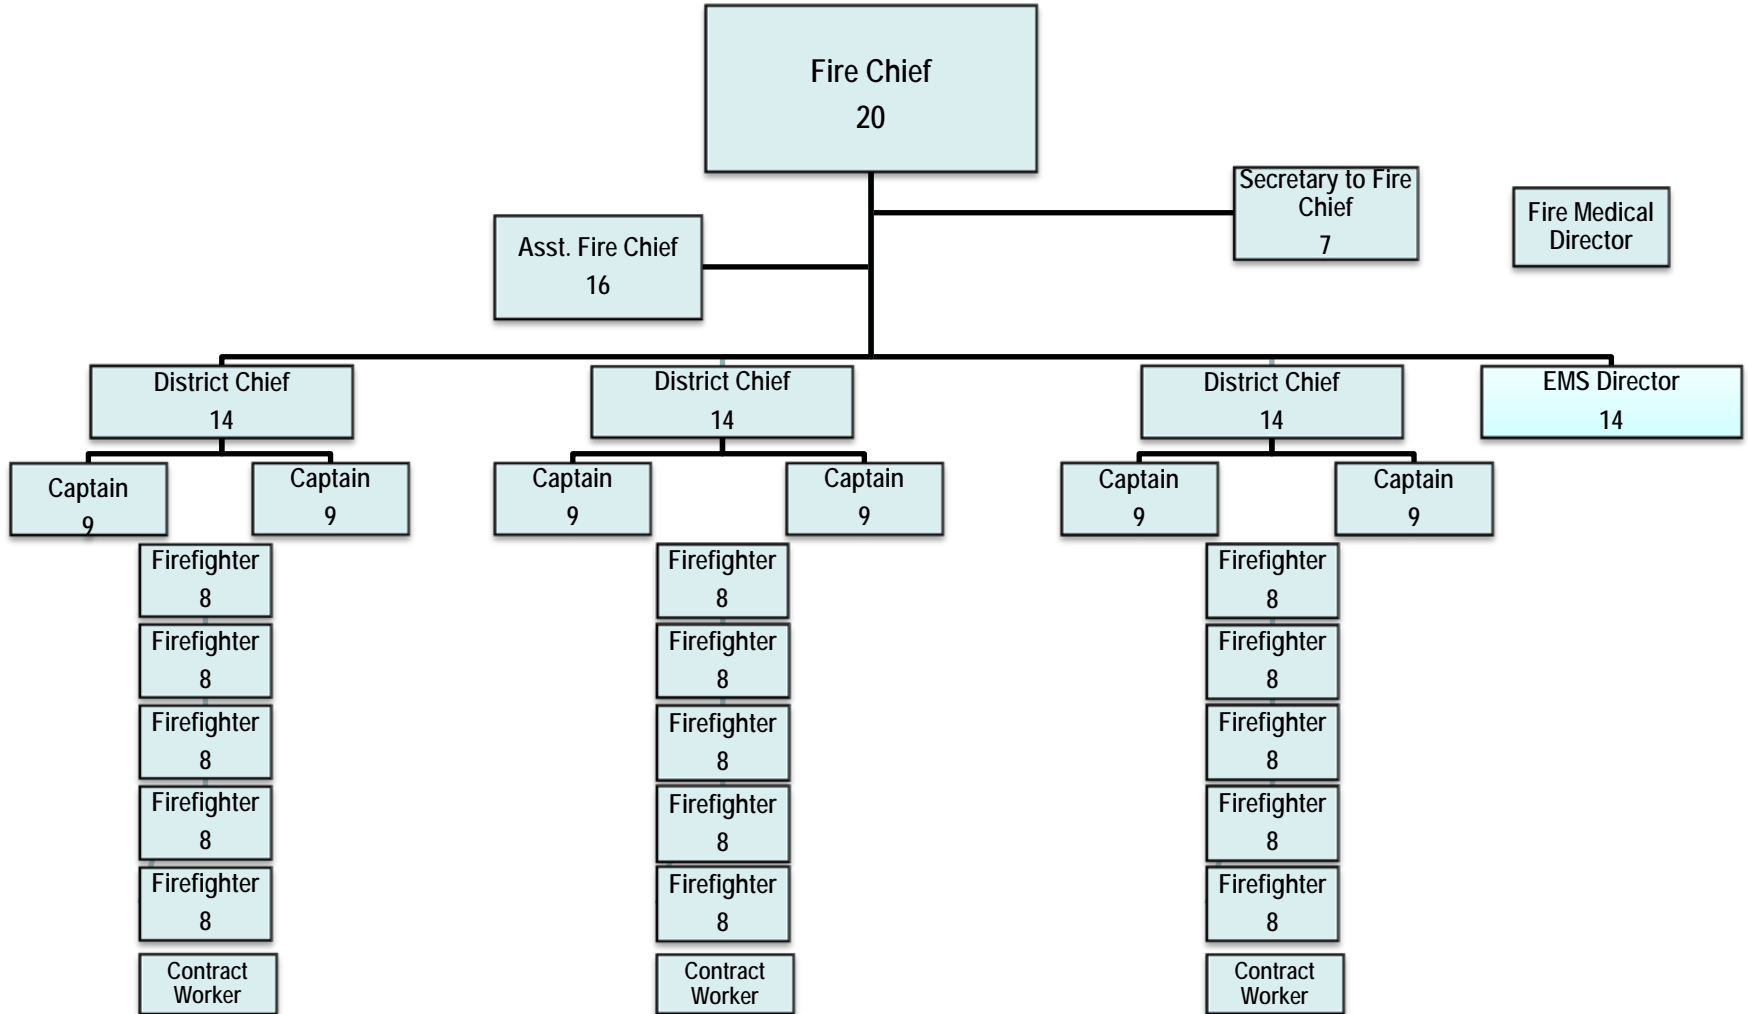 Fire Chief
20
Secretary to Fire
Chief
7
Fire Medical
Director
Asst. Fire Chief
16
District Chief
14
District Chief
14
District Chief
14
EMS Director
14
Captain
9
Captain
9
Captain
9
Captain
9
Captain
9
Captain
9
Firefighter
8
Firefighter
8
Firefighter
8
Firefighter
8
Firefighter
8
Contract
Worker
Firefighter
8
Firefighter
8
Firefighter
8
Firefighter
8
Firefighter
8
Contract
Worker
Firefighter
8
Firefighter
8
Firefighter
8
Firefighter
8
Firefighter
8
Contract
Worker